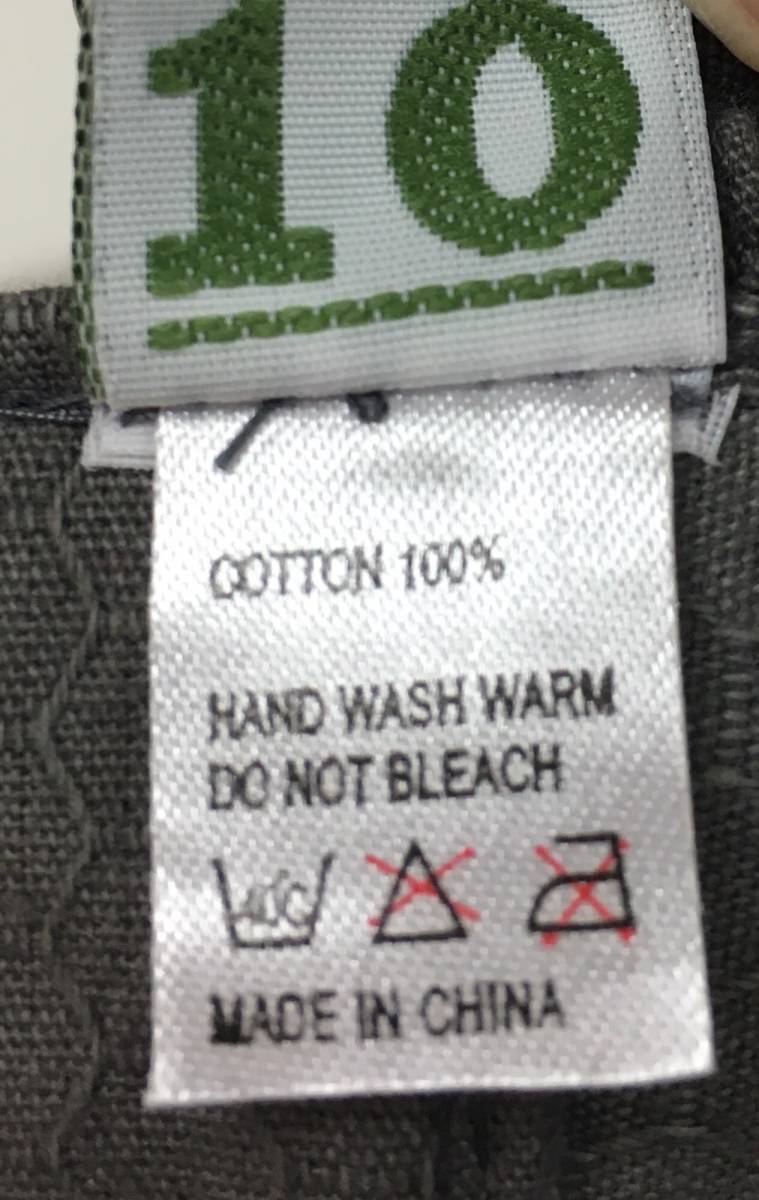 10
COTTON 100%
HAND WASH WARM
DO NOT BLEACH
40°C
MADE IN CHINA